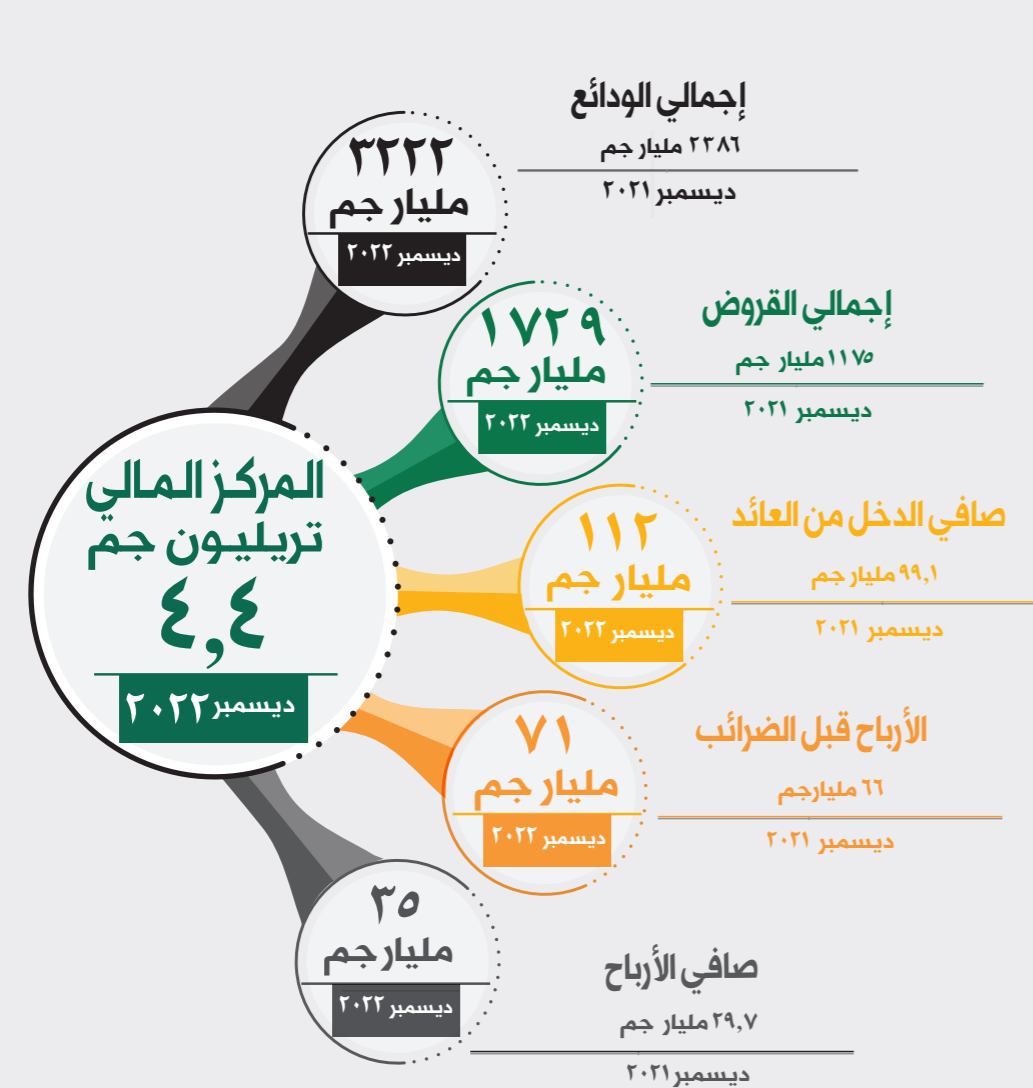 إجمالي الودائع
٢٣٨٦ مليار جم
ديسمبر ٢٠٢١
٣٢٢٢
مليار جم
ديسمبر ٢٠٢٢
إجمالي القروض
١١٧٥ مليار جم
ديسمبر ٢٠٢١
١٧٢٩
مليار جم
ديسمبر ٢٠٢٢
المركز المالي
تريليون جم
٤,٤
ديسمبر ٢٠٢٢
صافي الدخل من العائد
٩٩,١ مليار جم
ديسمبر ٢٠٢١
١١٢
مليار جم
ديسمبر ٢٠٢٢
الأرباح قبل الضرائب
٦٦ مليارجم
ديسمبر ٢٠٢١
٧١
مليار جم
ديسمبر ٢٠٢٢
صافي الأرباح
٢٩,٧ مليار جم
ديسمبر ٢٠٢١
٣٥
مليار جم
ديسمبر ٢٠٢٢